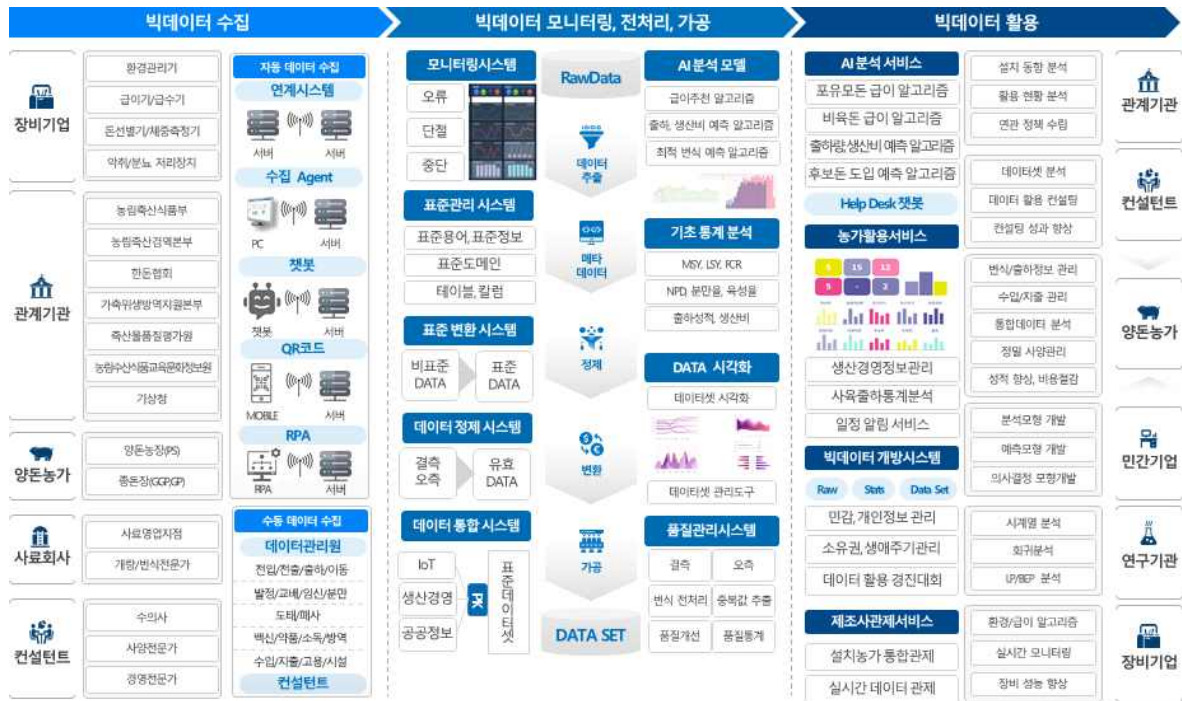 빅데이터 수집
장비기업
환경관리기
급이기/급수기
돈선별기/체중측정기
악취/분뇨 처리장치
관계기관
농림축산식품부
농림축산검역본부
한돈협회
가축위생방역지원본부
축산물품질평가원
농림수산식품교육문화정보원
기상청
양돈농가
양돈농장(PS)
종돈장(GGP,GP)
사료회사
사료영업지점
개량/번식전문가
컨설턴트
수의사
사양전문가
경영전문가
자동 데이터 수집
연계시스템
서버
서버
수집 Agent
PC
서버
챗봇
챗봇
서버
QR코드
MOBILE
서버
RPA
RPA
서버
수동 데이터 수집
데이터관리원
전입/전출/출하/이동
발정/교배/임신/분만
도태/폐사
백신/약품/소독/방역
수입/지출/고용/시설
컨설턴트
빅데이터 모니터링, 전처리, 가공
모니터링시스템
오류
단절
중단
표준관리 시스템
표준용어, 표준정보
표준도메인
테이블, 칼럼
표준 변환 시스템
비표준
DATA
표준
DATA
데이터 정제 시스템
결측
오측
유효
DATA
데이터 통합 시스템
IoT
생산경영
공공정보
PK
표준데이터셋
RawData
데이터
추출
메타
데이터
정제
변환
가공
DATA SET
AI 분석 모델
급이추천 알고리즘
출하, 생산비 예측 알고리즘
최적 번식 예측 알고리즘
기초 통계 분석
MSY, LSY, FCR
NPD, 분만율, 육성율
출하성적, 생산비
DATA 시각화
데이터셋 시각화
데이터셋 관리도구
품질관리시스템
결측
오측
번식 전처리
중복값 추출
품질개선
품질통계
빅데이터 활용
AI 분석 서비스
포유모돈 급이 알고리즘
비육돈 급이 알고리즘
출하량,생산비 예측 알고리즘
후보돈 도입 예측 알고리즘
Help Desk 챗봇
농가활용서비스
5
15
12
9
-
2
생산경영정보관리
사육출하통계분석
일정 알림 서비스
빅데이터 개방시스템
Raw
Stats
Data Set
민감, 개인정보 관리
소유권, 생애주기관리
데이터 활용 경진대회
제조사관제서비스
설치농가 통합관제
실시간 데이터 관제
설치 동향 분석
활용 현황 분석
연관 정책 수립
관계기관
데이터셋 분석
데이터 활용 컨설팅
컨설팅 성과 향상
컨설턴트
번식/출하정보 관리
수입/지출 관리
통합데이터 분석
정밀 사양관리
성적 향상, 비용절감
양돈농가
분석모형 개발
예측모형 개발
의사결정 모형개발
민간기업
시계열 분석
회귀분석
LP/BEP 분석
연구기관
환경/급이 알고리즘
실시간 모니터링
장비 성능 향상
장비기업